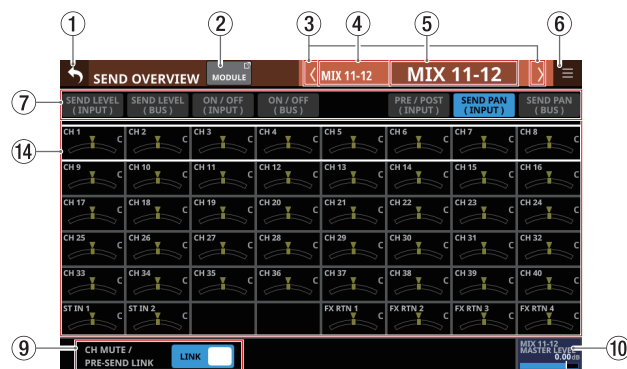 1
2
3
4
5
6
SEND OVERVIEW
MODULE
MIX 11-12
MIX 11-12
7
SEND LEVEL (INPUT)
SEND LEVEL (BUS)
ON / OFF (INPUT)
ON / OFF (BUS)
PRE / POST (INPUT)
SEND PAN (INPUT)
SEND PAN (BUS)
14
CH 1 C
CH 2 C
CH 3 C
CH 4 C
CH 5 C
CH 6 C
CH 7 C
CH 8 C
CH 9 C
CH 10 C
CH 11 C
CH 12 C
CH 13 C
CH 14 C
CH 15 C
CH 16 C
CH 17 C
CH 18 C
CH 19 C
CH 20 C
CH 21 C
CH 22 C
CH 23 C
CH 24 C
CH 25 C
CH 26 C
CH 27 C
CH 28 C
CH 29 C
CH 30 C
CH 31 C
CH 32 C
CH 33 C
CH 34 C
CH 35 C
CH 36 C
CH 37 C
CH 38 C
CH 39 C
CH 40 C
ST IN 1 C
ST IN 2 C
FX RTN 1 C
FX RTN 2 C
FX RTN 3 C
FX RTN 4 C
9
CH MUTE /
PRE-SEND LINK
LINK
MIX 11-12
MASTER LEVEL
0.00dB
10